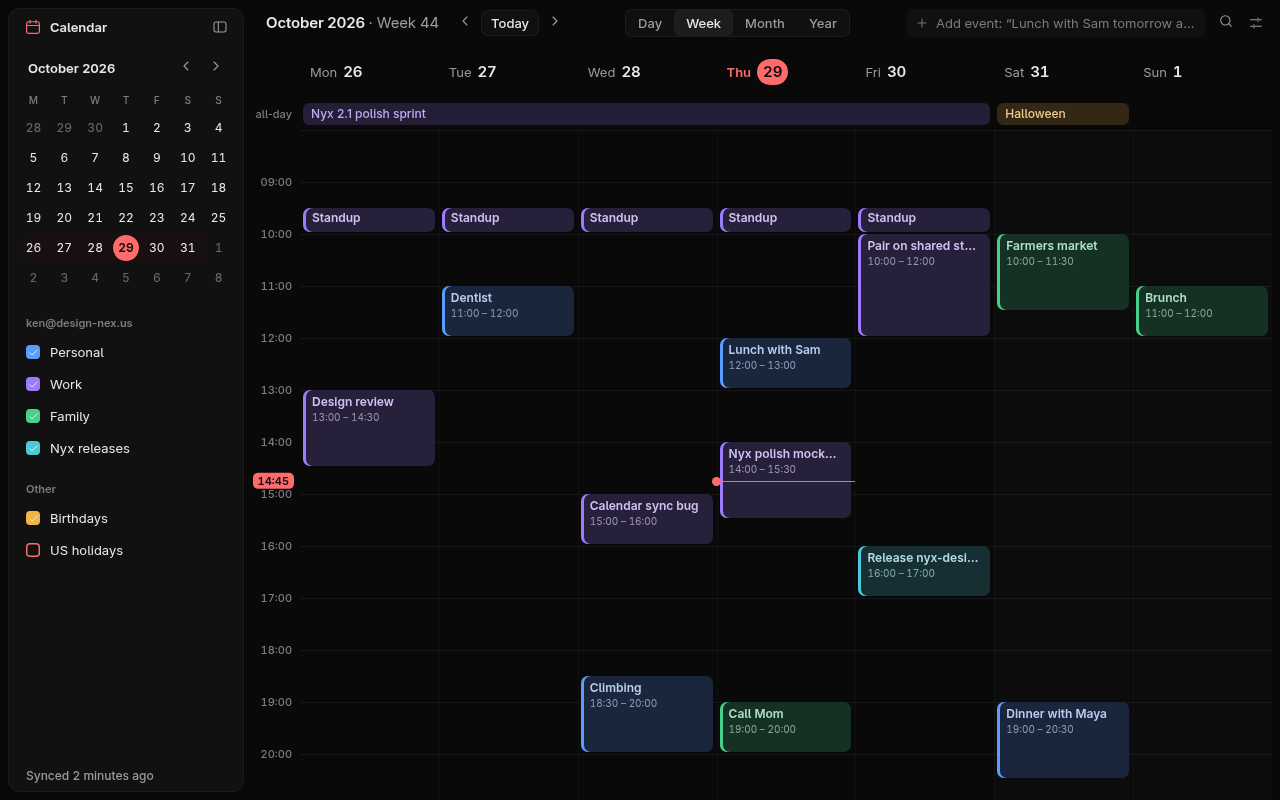 Calendar
October 2026
M T W T F S S
28 29 30 1 2 3 4
5 6 7 8 9 10 11
12 13 14 15 16 17 18
19 20 21 22 23 24 25
26 27 28 29 30 31 1
2 3 4 5 6 7 8
ken@design-nex.us
Personal
Work
Family
Nyx releases
Other
Birthdays
US holidays
Synced 2 minutes ago
October 2026 · Week 44
Today
Day Week Month Year
Add event: “Lunch with Sam tomorrow a...
Mon 26 Tue 27 Wed 28 Thu 29 Fri 30 Sat 31 Sun 1
all-day Nyx 2.1 polish sprint Halloween
09:00
Standup Standup Standup Standup Standup
10:00
Pair on shared st...
10:00 – 12:00
Farmers market
10:00 – 11:30
11:00
Dentist
11:00 – 12:00
Brunch
11:00 – 12:00
12:00
Lunch with Sam
12:00 – 13:00
13:00
Design review
13:00 – 14:30
14:00
Nyx polish mock...
14:00 – 15:30
14:45
15:00
Calendar sync bug
15:00 – 16:00
16:00
Release nyx-desi...
16:00 – 17:00
17:00
18:00
Climbing
18:30 – 20:00
19:00
Call Mom
19:00 – 20:00
Dinner with Maya
19:00 – 20:30
20:00